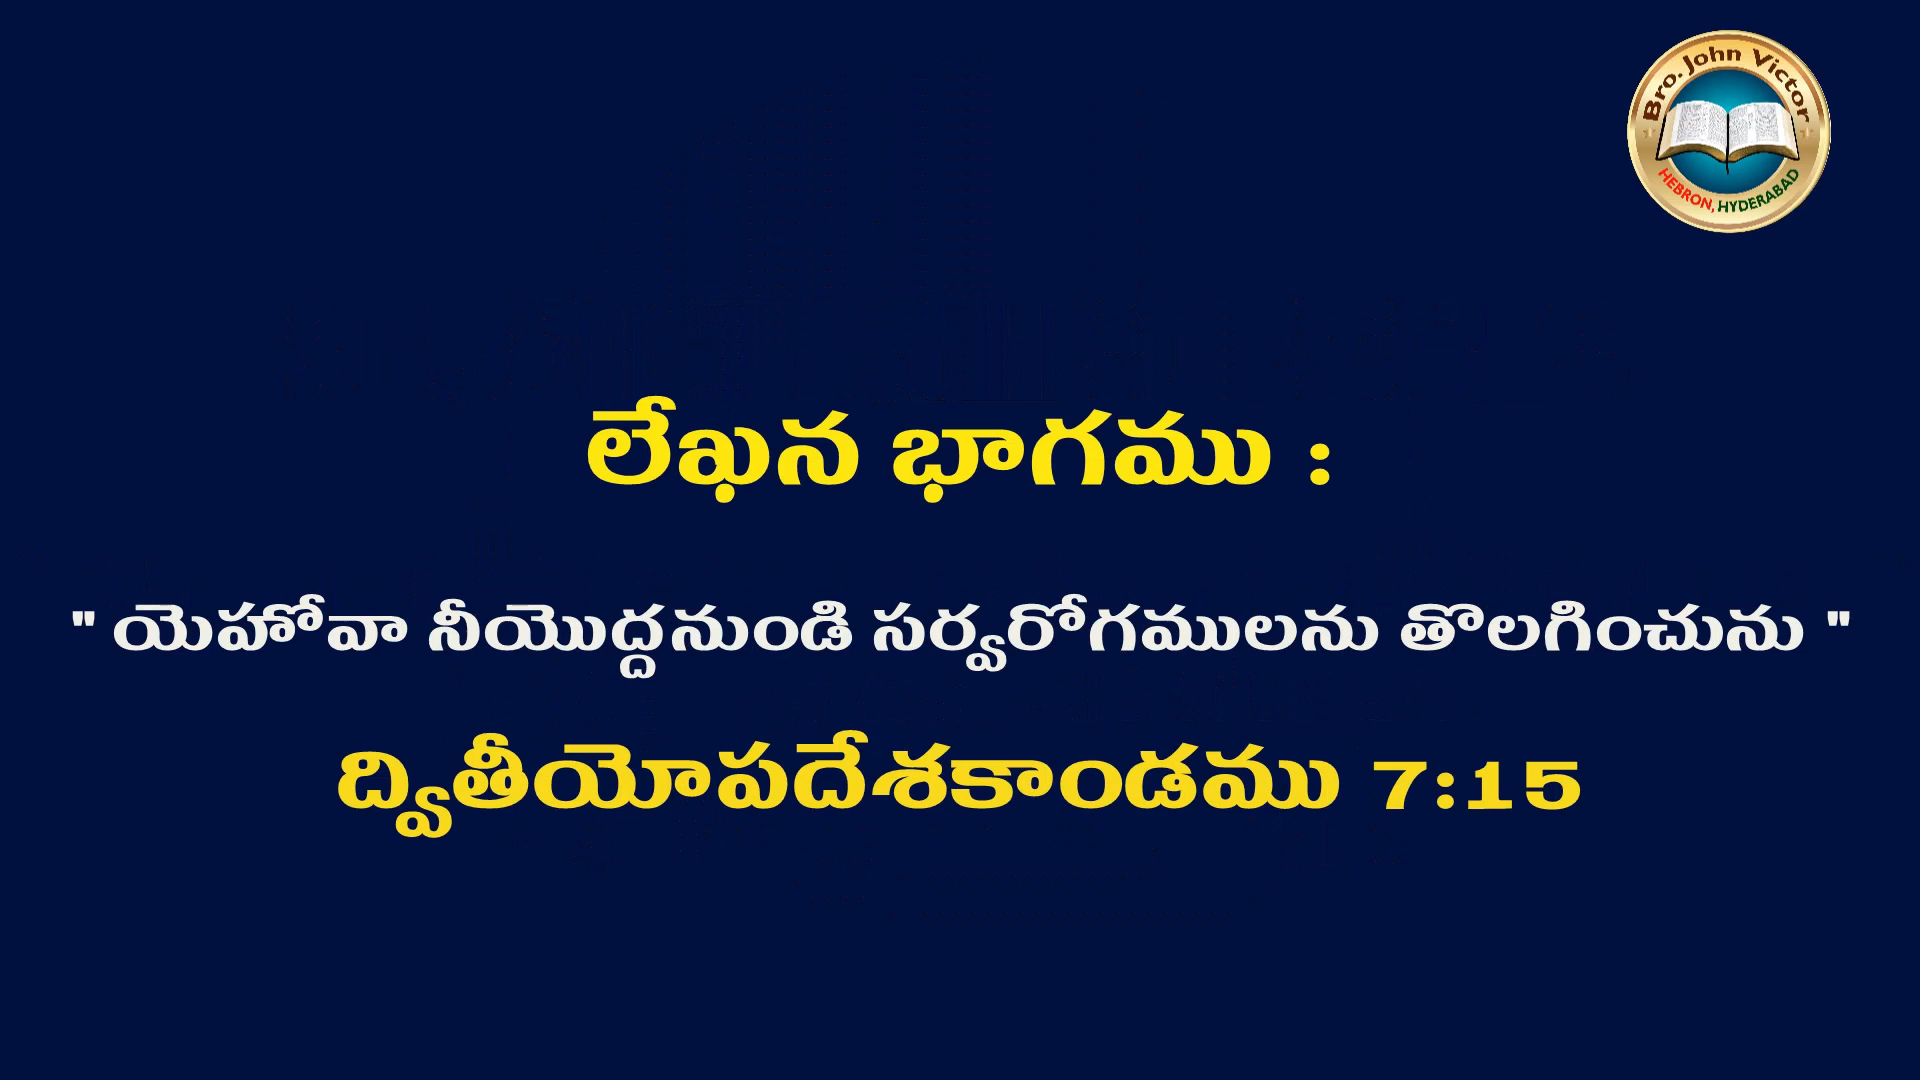 Bro. John Victor
HEBRON, HYDERABAD
లేఖన భాగము :
" యెహోవా నీయొద్దనుండి సర్వరోగములను తొలగించును "
ద్వితీయోపదేశకాండము 7:15